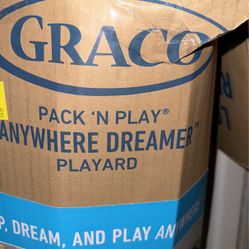 GRACO
PACK 'N PLAY®
ANYWHERE DREAMER™
PLAYARD
DREAM, AND PLAY ANYWHERE